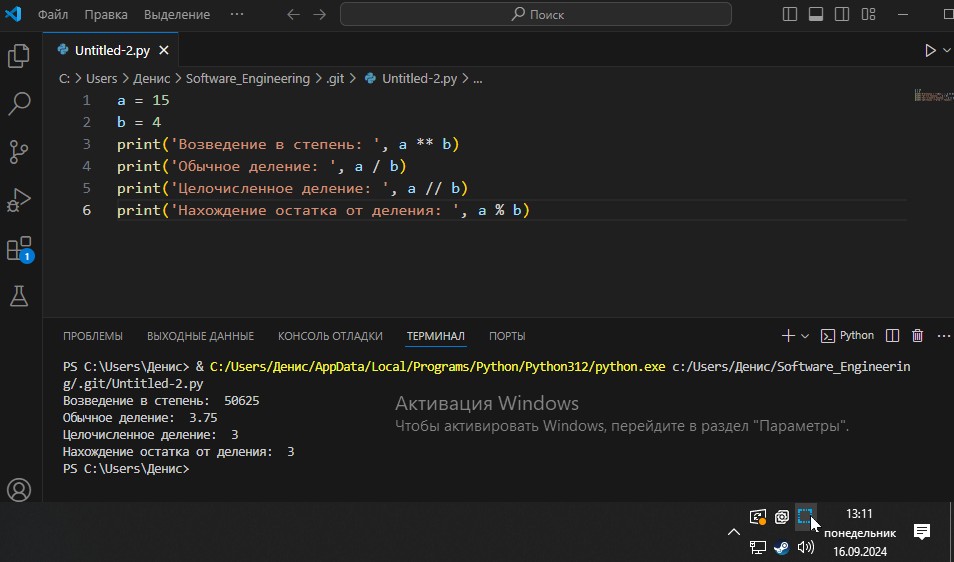 Файл Правка Выделение ··· Поиск
Untitled-2.py
C: > Users > Денис > Software_Engineering > .git > Untitled-2.py > ...
1 a = 15
2 b = 4
3 print('Возведение в степень: ', a ** b)
4 print('Обычное деление: ', a / b)
5 print('Целочисленное деление: ', a // b)
6 print('Нахождение остатка от деления: ', a % b)
1
ПРОБЛЕМЫ ВЫХОДНЫЕ ДАННЫЕ КОНСОЛЬ ОТЛАДКИ ТЕРМИНАЛ ПОРТЫ
Python
PS C:\Users\Денис> & C:/Users/Денис/AppData/Local/Programs/Python/Python312/python.exe c:/Users/Денис/Software_Engineerin
g/.git/Untitled-2.py
Возведение в степень:  50625
Обычное деление:  3.75
Целочисленное деление:  3
Нахождение остатка от деления:  3
PS C:\Users\Денис>
Активация Windows
Чтобы активировать Windows, перейдите в раздел "Параметры".
13:11
понедельник
16.09.2024